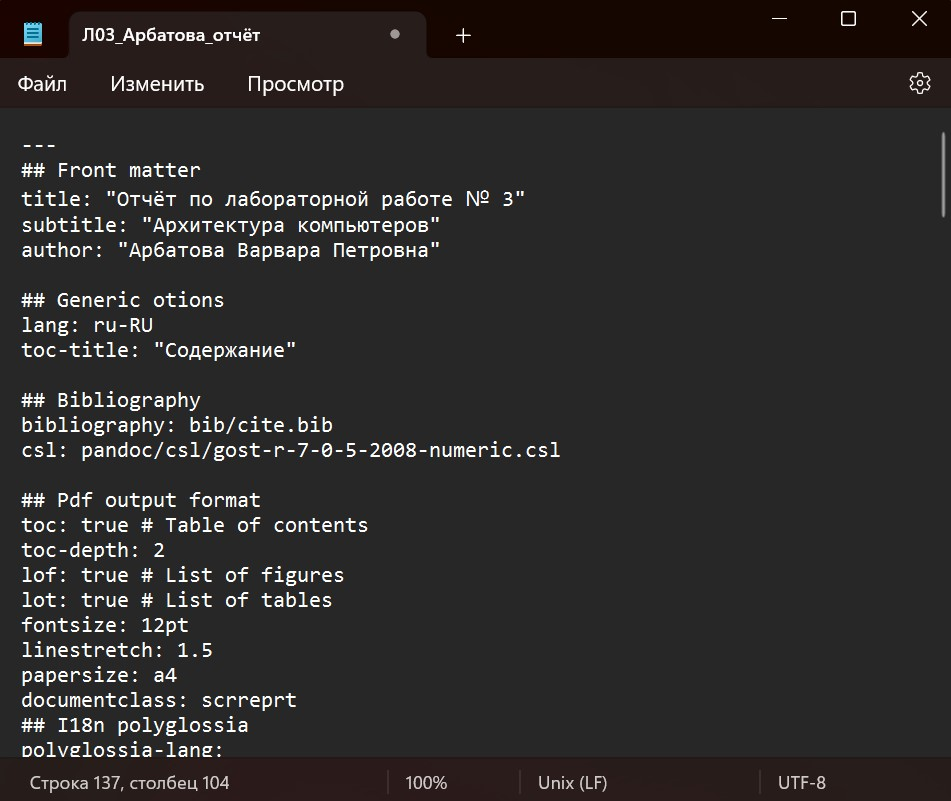 Л03_Арбатова_отчёт
Файл Изменить Просмотр
---
## Front matter
title: "Отчёт по лабораторной работе № 3"
subtitle: "Архитектура компьютеров"
author: "Арбатова Варвара Петровна"
## Generic otions
lang: ru-RU
toc-title: "Содержание"
## Bibliography
bibliography: bib/cite.bib
csl: pandoc/csl/gost-r-7-0-5-2008-numeric.csl
## Pdf output format
toc: true # Table of contents
toc-depth: 2
lof: true # List of figures
lot: true # List of tables
fontsize: 12pt
linestretch: 1.5
papersize: a4
documentclass: scrreprt
## I18n polyglossia
polyglossia-lang:
Строка 137, столбец 104 100% Unix (LF) UTF-8